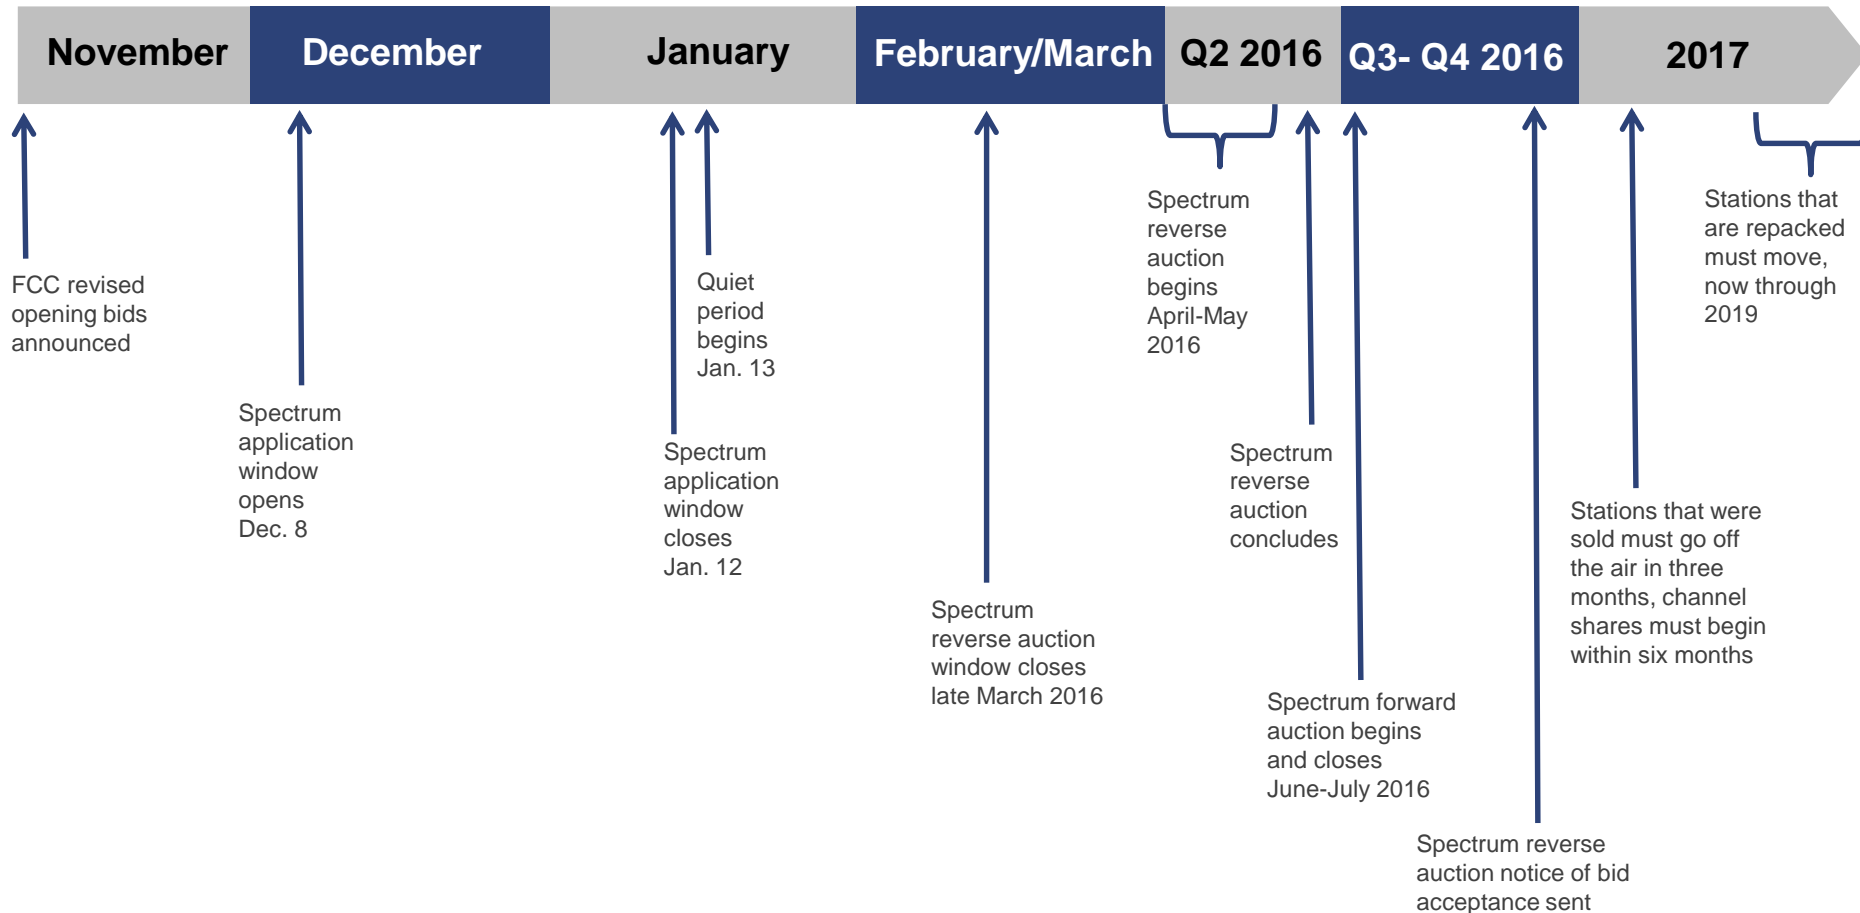 November
December
January
February/March
Q2 2016
Q3- Q4 2016
2017
FCC revised
opening bids
announced
Spectrum
application
window
opens
Dec. 8
Spectrum
application
window
closes
Jan. 12
Quiet
period
begins
Jan. 13
Spectrum
reverse auction
window closes
late March 2016
Spectrum
reverse
auction
begins
April-May
2016
Spectrum
reverse
auction
concludes
Spectrum forward
auction begins
and closes
June-July 2016
Spectrum reverse
auction notice of bid
acceptance sent
Stations that were
sold must go off
the air in three
months, channel
shares must begin
within six months
Stations that
are repacked
must move,
now through
2019